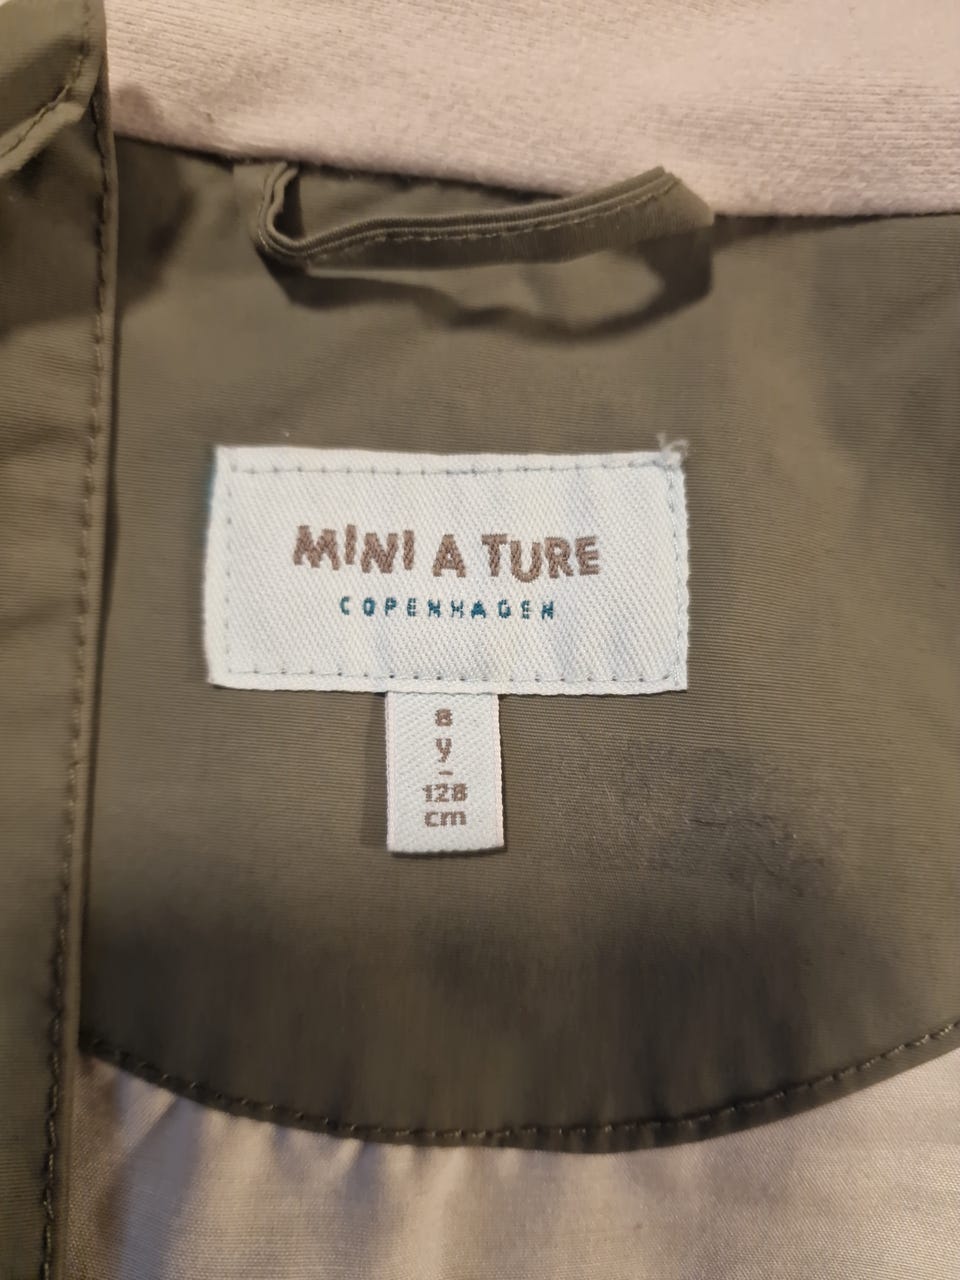 MINI A TURE
COPENHAGEN
8
y
-
128
cm